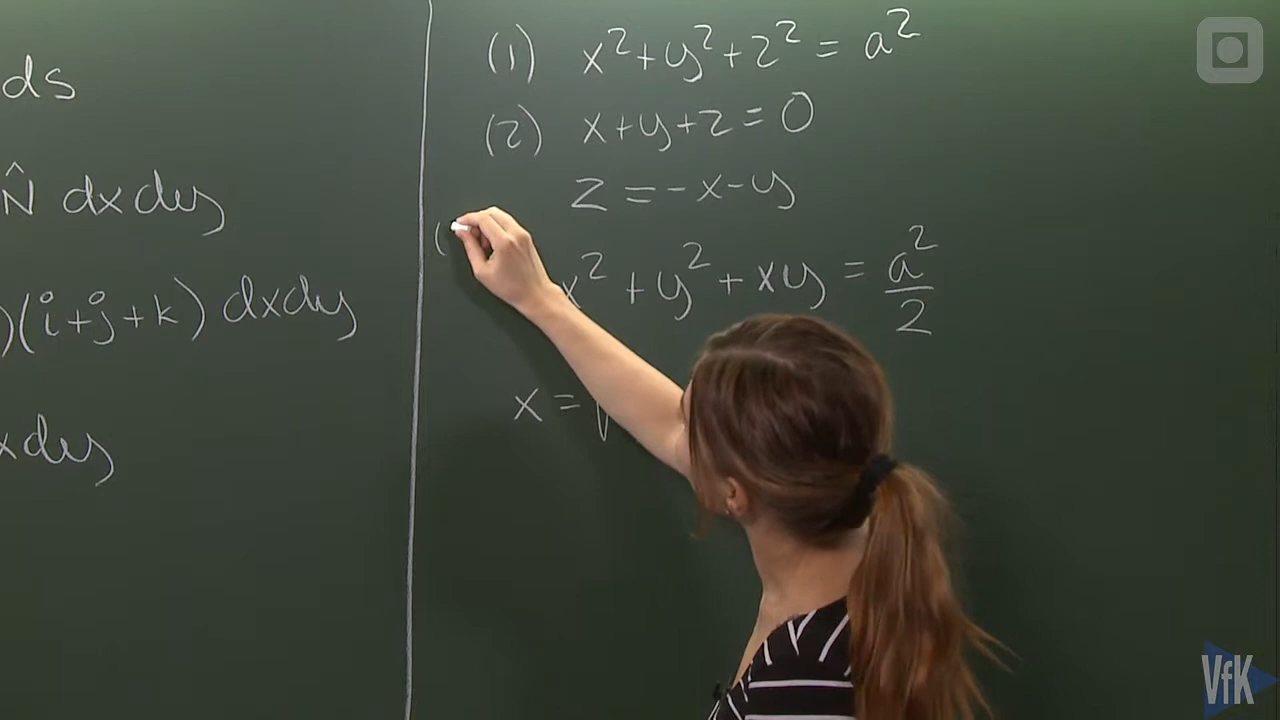 ds
N̂ dxdy
)(i+j+k) dxdy
xdy
(1) x²+y²+z² = a²
(2) x+y+z=0
z = -x-y
(
x² + y² + xy = a²/2
x = √
VfK